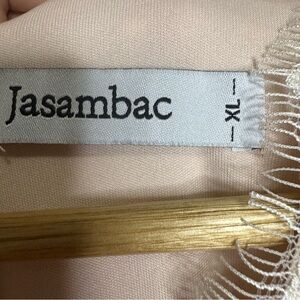 Jasambac
— XL —